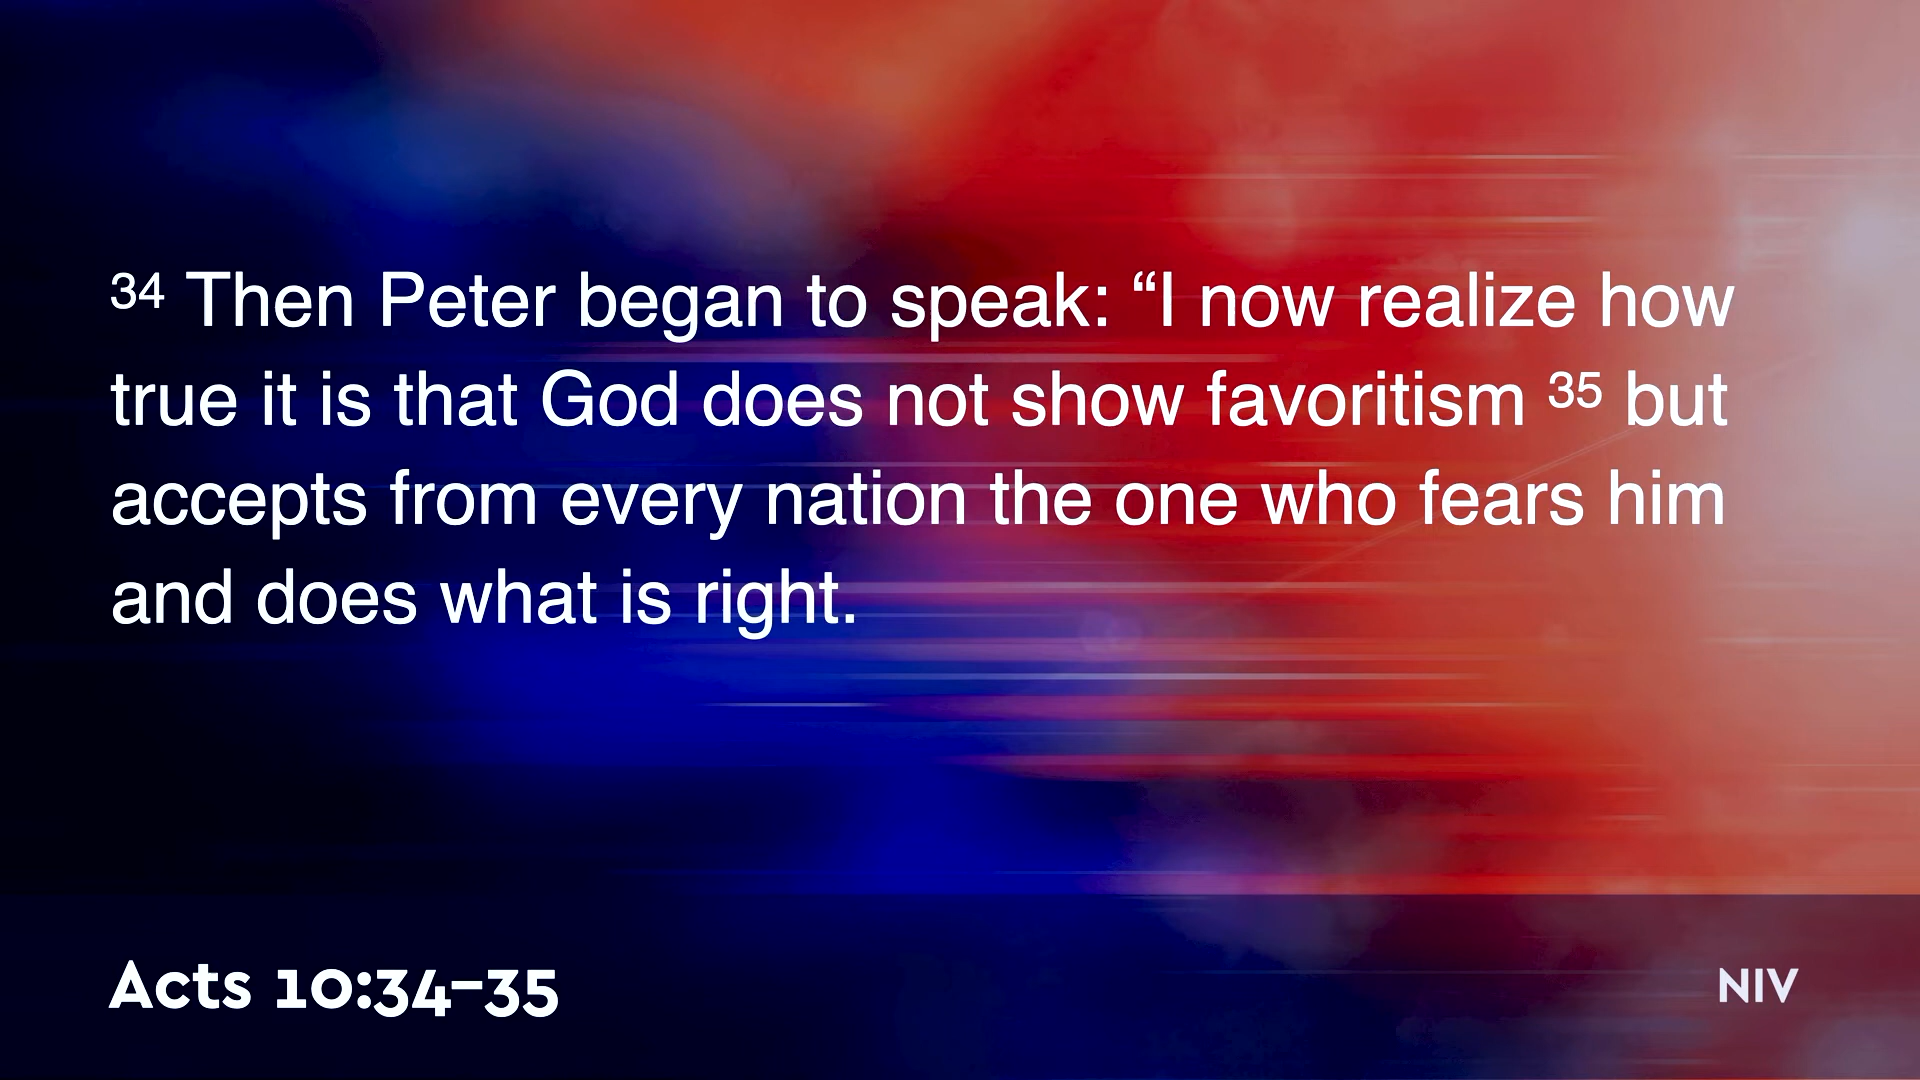 34 Then Peter began to speak: “I now realize how
true it is that God does not show favoritism 35 but
accepts from every nation the one who fears him
and does what is right.
Acts 10:34–35
NIV